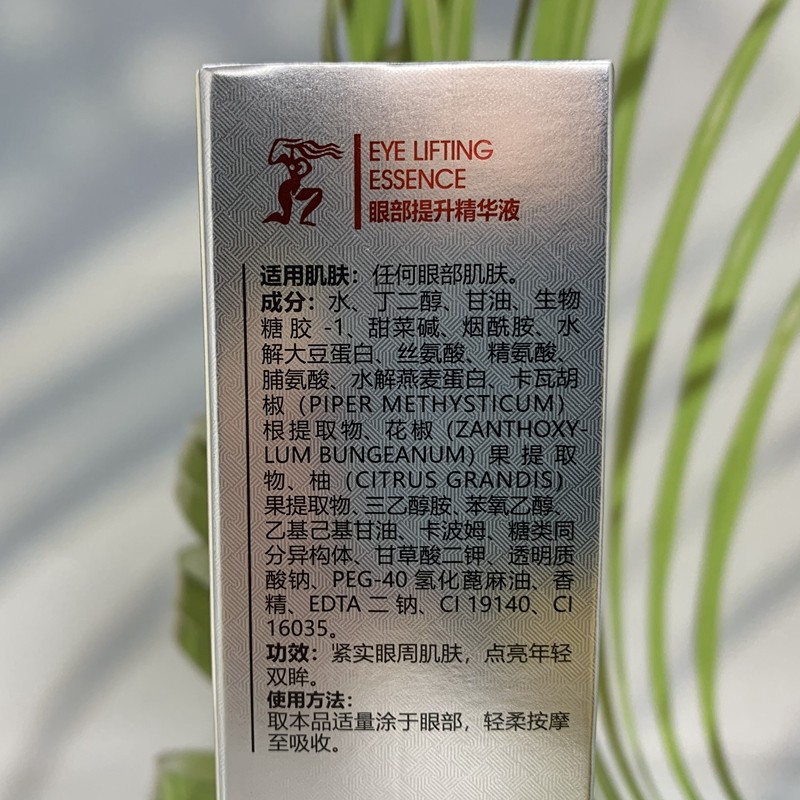 EYE LIFTING
ESSENCE
眼部提升精华液
适用肌肤：任何眼部肌肤。
成分：水、丁二醇、甘油、生物
糖胶-1、甜菜碱、烟酰胺、水
解大豆蛋白、丝氨酸、精氨酸、
脯氨酸、水解燕麦蛋白、卡瓦胡
椒（PIPER METHYSTICUM）
根提取物、花椒（ZANTHOXY-
LUM BUNGEANUM）果提取
物、柚（CITRUS GRANDIS）
果提取物、三乙醇胺、苯氧乙醇、
乙基己基甘油、卡波姆、糖类同
分异构体、甘草酸二钾、透明质
酸钠、PEG-40 氢化蓖麻油、香
精、EDTA 二钠、CI 19140、CI
16035。
功效：紧实眼周肌肤，点亮年轻
双眸。
使用方法：
取本品适量涂于眼部，轻柔按摩
至吸收。